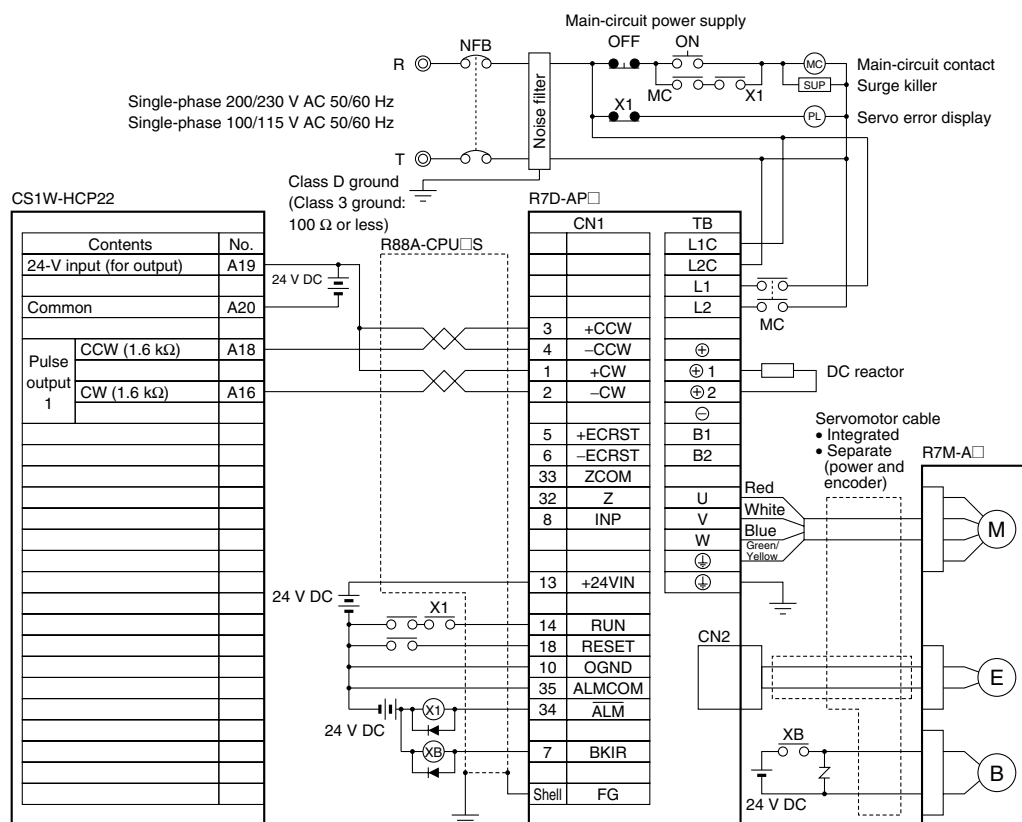 Main-circuit power supply
NFB
OFF ON
R
MC
Main-circuit contact
SUP
Surge killer
MC X1
Noise filter
Single-phase 200/230 V AC 50/60 Hz
Single-phase 100/115 V AC 50/60 Hz
X1
PL
Servo error display
T
Class D ground
(Class 3 ground:
100 Ω or less)
CS1W-HCP22
R7D-AP□
R88A-CPU□S
Contents No.
24-V input (for output) A19
Common A20
Pulse output 1
CCW (1.6 kΩ) A18
CW (1.6 kΩ) A16
24 V DC
CN1
3 +CCW
4 −CCW
1 +CW
2 −CW
5 +ECRST
6 −ECRST
33 ZCOM
32 Z
8 INP
13 +24VIN
14 RUN
18 RESET
10 OGND
35 ALMCOM
34 ALM
7 BKIR
Shell FG
TB
L1C
L2C
L1
L2
⊕
⊕ 1
⊕ 2
⊖
B1
B2
U
V
W
MC
DC reactor
Servomotor cable
• Integrated
• Separate
(power and
encoder)
R7M-A□
Red
White
Blue
Green/
Yellow
M
24 V DC
X1
X1
24 V DC
XB
CN2
E
XB
B
24 V DC